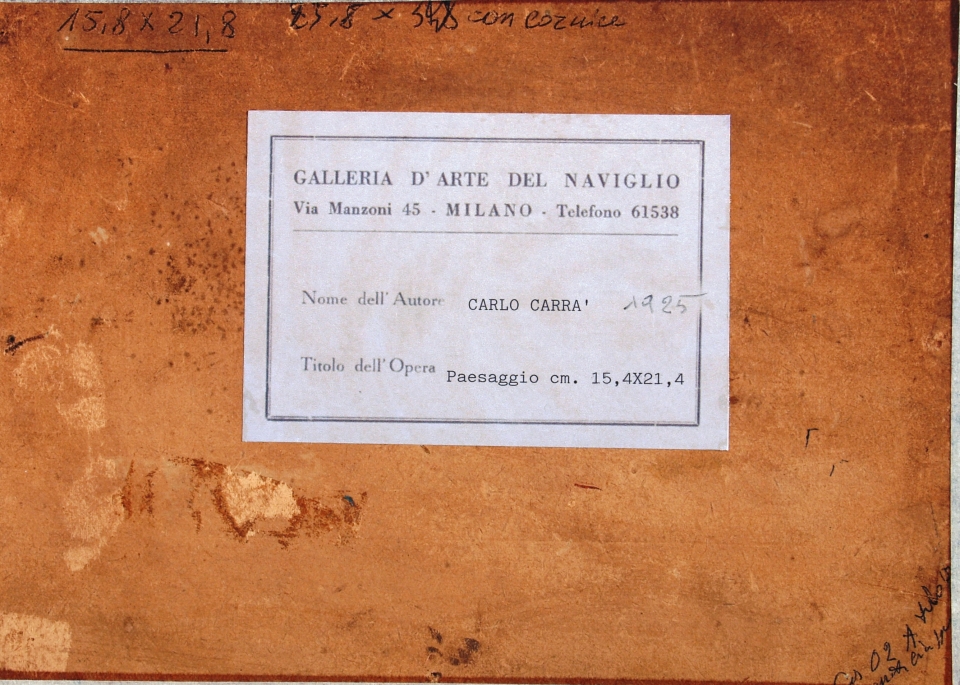 15,8 X 21,8 con cornice
GALLERIA D'ARTE DEL NAVIGLIO
Via Manzoni 45 - MILANO - Telefono 61538
Nome dell'Autore CARLO CARRA' 1925
Titolo dell'Opera Paesaggio cm. 15,4X21,4